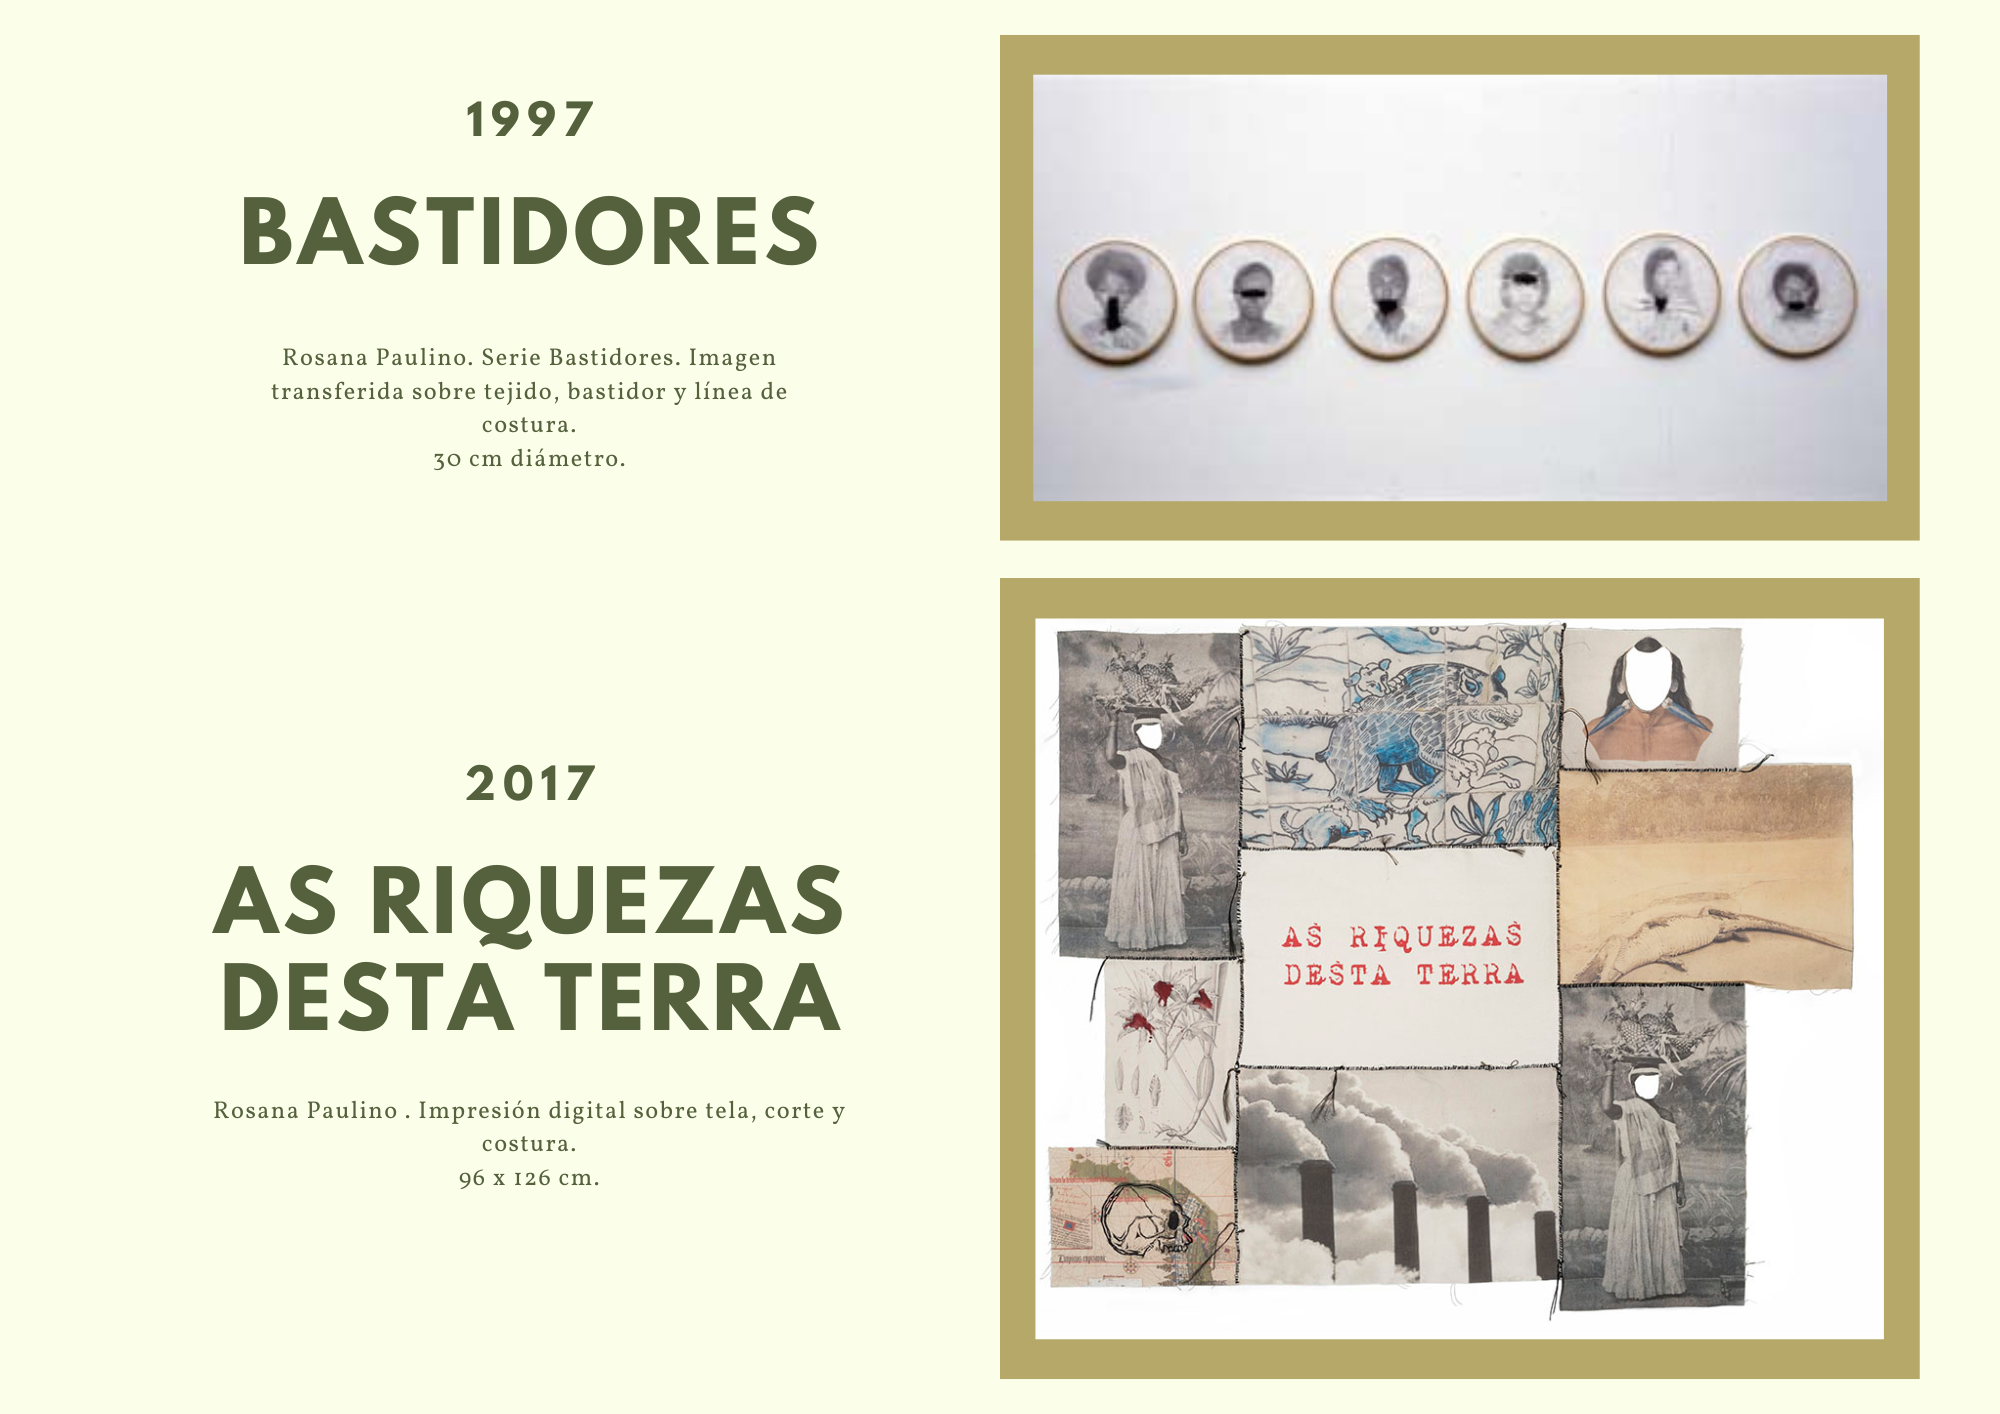 1997
BASTIDORES
Rosana Paulino. Serie Bastidores. Imagen
transferida sobre tejido, bastidor y línea de
costura.
30 cm diámetro.
2017
AS RIQUEZAS
DESTA TERRA
Rosana Paulino . Impresión digital sobre tela, corte y
costura.
96 x 126 cm.
AS RIQUEZAS
DESTA TERRA